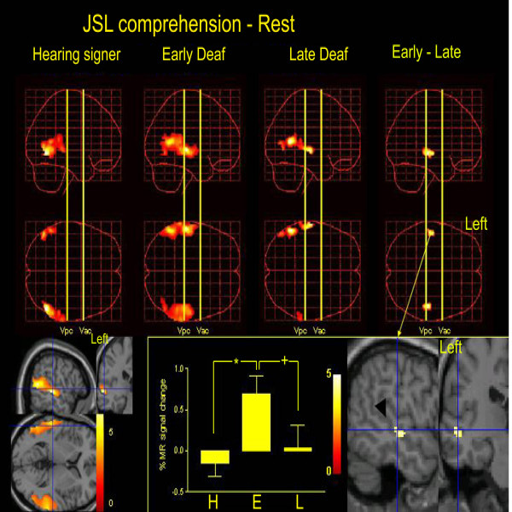 JSL comprehension - Rest
Hearing signer
Early Deaf
Late Deaf
Early - Late
Left
Vpc Vac
Vpc Vac
Vpc Vac
Vpc Vac
Left
5
0
% MR signal change
1.0
0.5
0.0
-0.5
* +
H E L
5
0
Left